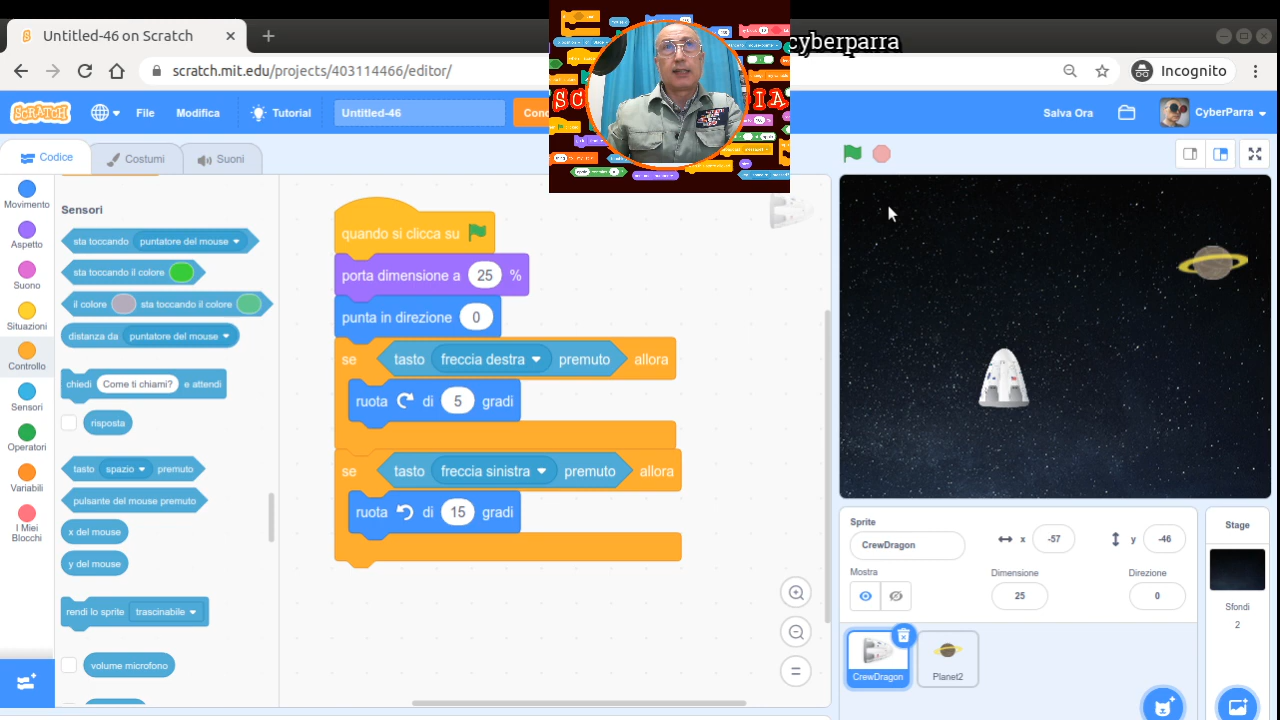 Untitled-46 on Scratch
cyberparra
scratch.mit.edu/projects/403114466/editor/
Incognito
SCRATCH
File
Modifica
Tutorial
Untitled-46
Salva Ora
CyberParra
Codice
Costumi
Suoni
Movimento
Aspetto
Suono
Situazioni
Controllo
Sensori
Operatori
Variabili
I Miei
Blocchi
Sensori
sta toccando puntatore del mouse
sta toccando il colore
il colore sta toccando il colore
distanza da puntatore del mouse
chiedi Come ti chiami? e attendi
risposta
tasto spazio premuto
pulsante del mouse premuto
x del mouse
y del mouse
rendi lo sprite trascinabile
volume microfono
quando si clicca su
porta dimensione a 25 %
punta in direzione 0
se tasto freccia destra premuto allora
ruota di 5 gradi
se tasto freccia sinistra premuto allora
ruota di 15 gradi
Sprite
CrewDragon
x -57
y -46
Mostra
Dimensione
25
Direzione
0
CrewDragon
Planet2
Stage
Sfondi
2